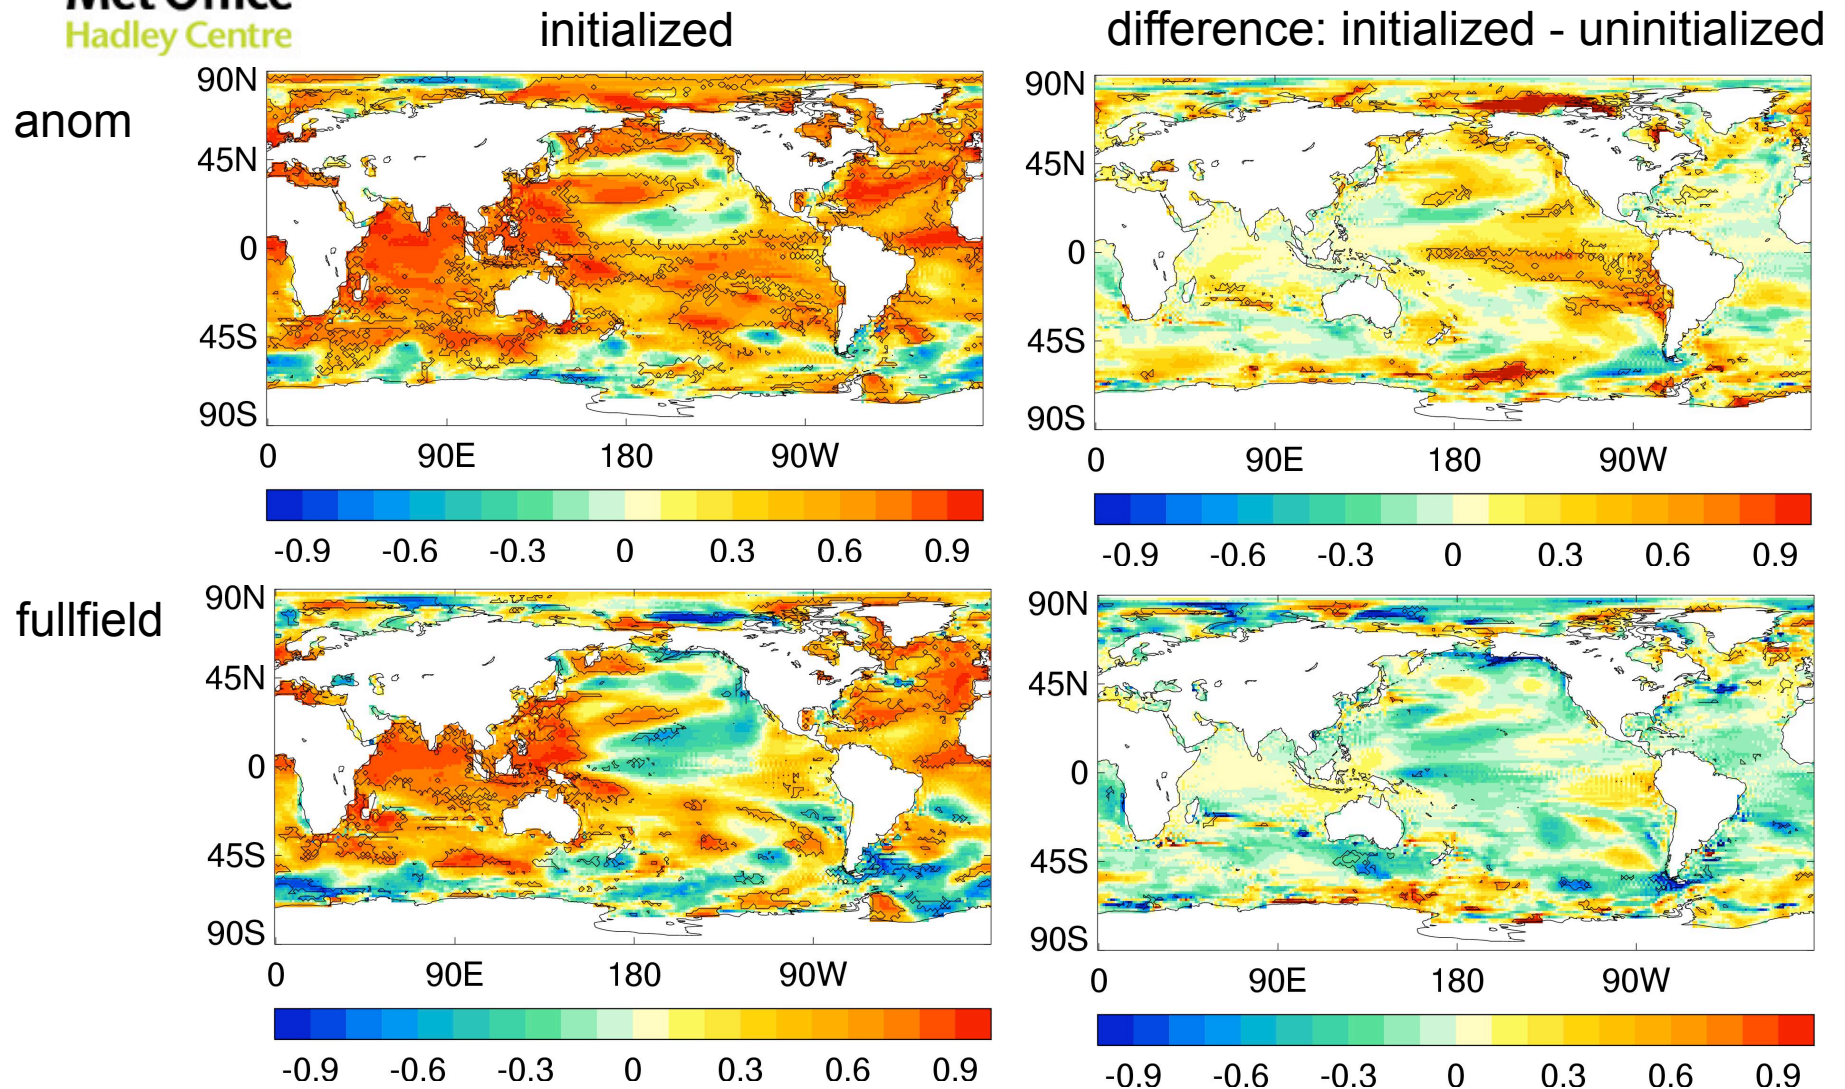 Met Office
Hadley Centre
initialized
difference: initialized - uninitialized
anom
90N
45N
0
45S
90S
0 90E 180 90W
-0.9 -0.6 -0.3 0 0.3 0.6 0.9
90N
45N
0
45S
90S
0 90E 180 90W
-0.9 -0.6 -0.3 0 0.3 0.6 0.9
fullfield
90N
45N
0
45S
90S
0 90E 180 90W
-0.9 -0.6 -0.3 0 0.3 0.6 0.9
90N
45N
0
45S
90S
0 90E 180 90W
-0.9 -0.6 -0.3 0 0.3 0.6 0.9